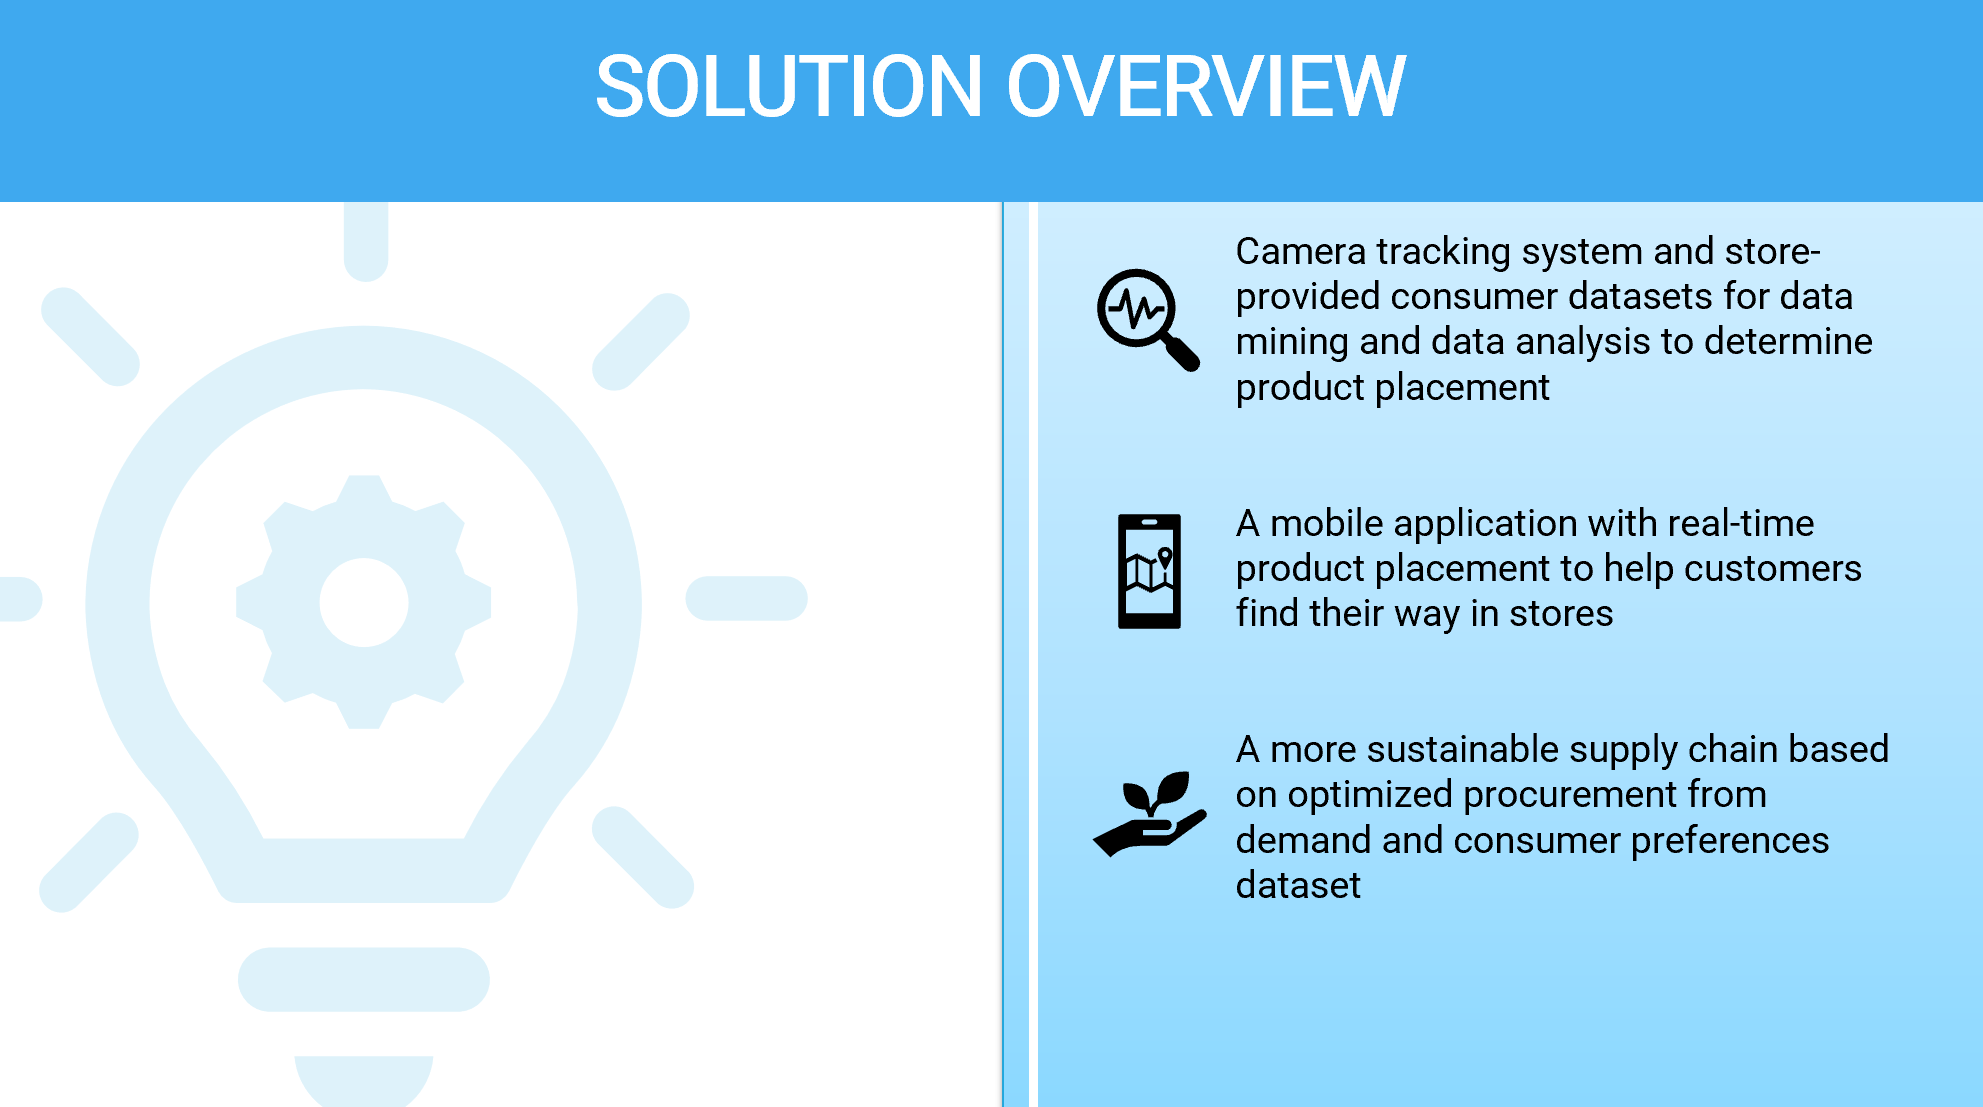 SOLUTION OVERVIEW
Camera tracking system and store-
provided consumer datasets for data
mining and data analysis to determine
product placement
A mobile application with real-time
product placement to help customers
find their way in stores
A more sustainable supply chain based
on optimized procurement from
demand and consumer preferences
dataset